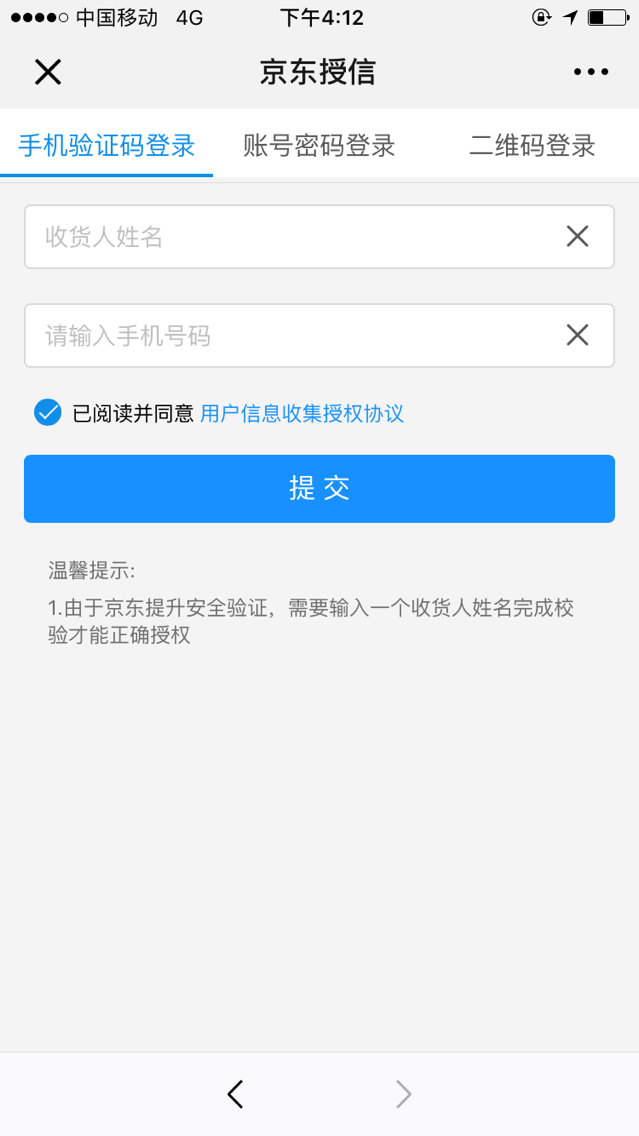 中国移动 4G 下午4:12
京东授信
手机验证码登录 账号密码登录 二维码登录
收货人姓名
请输入手机号码
已阅读并同意 用户信息收集授权协议
提交
温馨提示:
1.由于京东提升安全验证，需要输入一个收货人姓名完成校
验才能正确授权